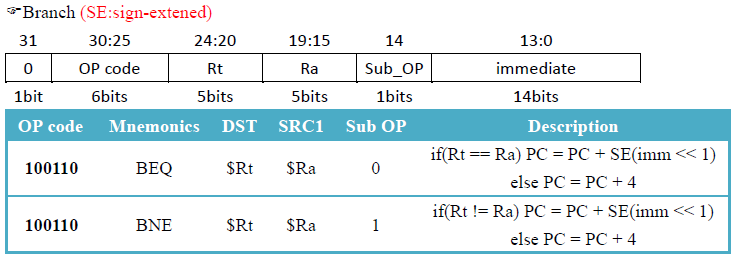 ☞Branch (SE:sign-extened)
31 30:25 24:20 19:15 14 13:0
0 OP code Rt Ra Sub_OP immediate
1bit 6bits 5bits 5bits 1bits 14bits
OP code Mnemonics DST SRC1 Sub OP Description
100110 BEQ $Rt $Ra 0 if(Rt == Ra) PC = PC + SE(imm << 1)
else PC = PC + 4
100110 BNE $Rt $Ra 1 if(Rt != Ra) PC = PC + SE(imm << 1)
else PC = PC + 4